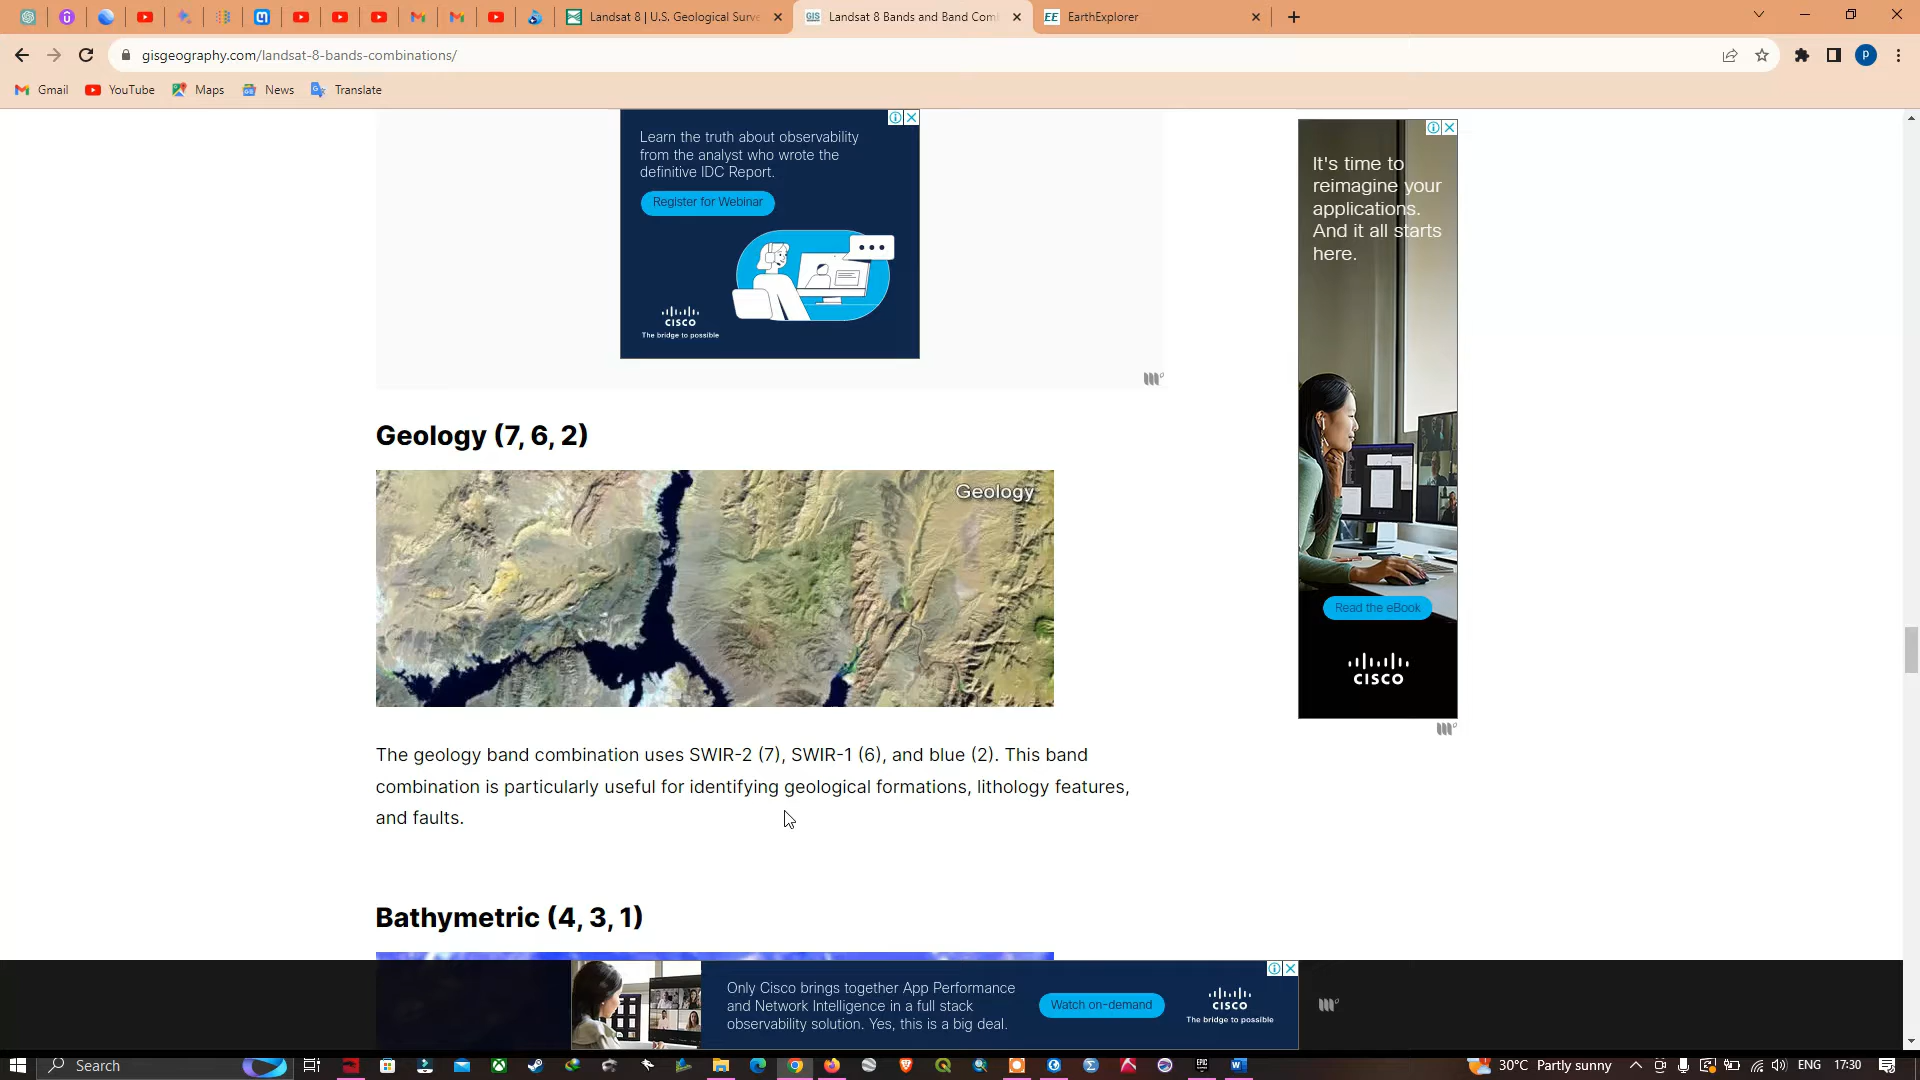 Landsat 8 | U.S. Geological Surve
Landsat 8 Bands and Band Com
EarthExplorer
gisgeography.com/landsat-8-bands-combinations/
P
Gmail
YouTube
Maps
News
Translate
Learn the truth about observability
from the analyst who wrote the
definitive IDC Report.
Register for Webinar
CISCO
The bridge to possible
It's time to
reimagine your
applications.
And it all starts
here.
Read the eBook
CISCO
Geology (7, 6, 2)
Geology
The geology band combination uses SWIR-2 (7), SWIR-1 (6), and blue (2). This band
combination is particularly useful for identifying geological formations, lithology features,
and faults.
Bathymetric (4, 3, 1)
Only Cisco brings together App Performance
and Network Intelligence in a full stack
observability solution. Yes, this is a big deal.
Watch on-demand
CISCO
The bridge to possible
Search
30°C Partly sunny
ENG
17:30